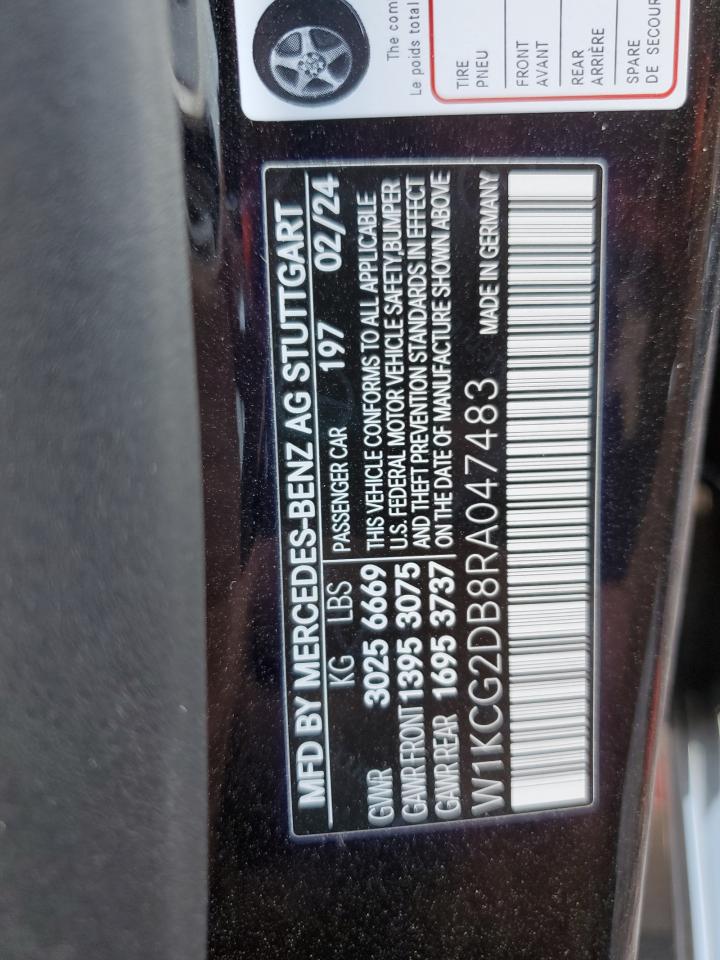 MFD BY MERCEDES-BENZ AG STUTTGART
KG LBS PASSENGER CAR 197 02/24
GVWR 3025 6669 THIS VEHICLE CONFORMS TO ALL APPLICABLE
GAWR FRONT 1395 3075 U.S. FEDERAL MOTOR VEHICLE SAFETY,BUMPER
GAWR REAR 1695 3737 AND THEFT PREVENTION STANDARDS IN EFFECT
ON THE DATE OF MANUFACTURE SHOWN ABOVE
W1KCG2DB8RA047483 MADE IN GERMANY
The com
Le poids total
TIRE
PNEU
FRONT
AVANT
REAR
ARRIÈRE
SPARE
DE SECOUR